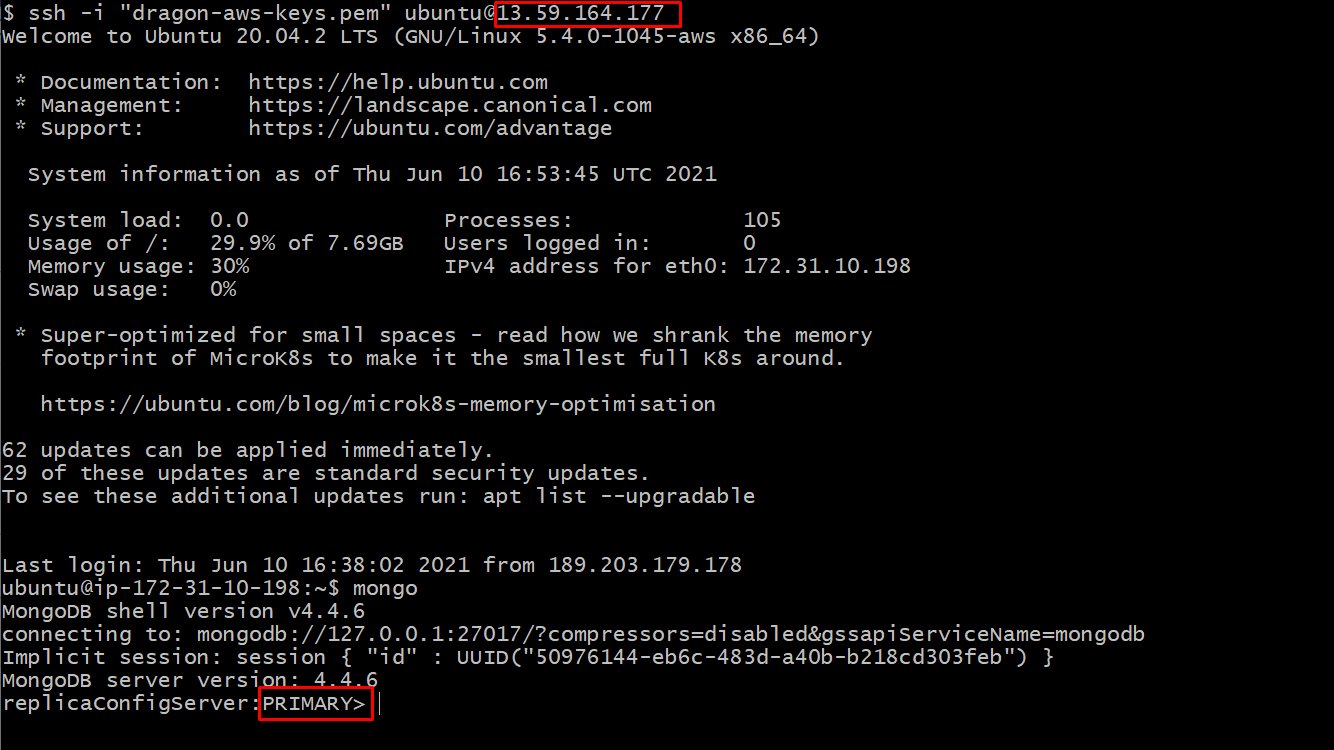 $ ssh -i "dragon-aws-keys.pem" ubuntu@13.59.164.177
Welcome to Ubuntu 20.04.2 LTS (GNU/Linux 5.4.0-1045-aws x86_64)
* Documentation: https://help.ubuntu.com
* Management: https://landscape.canonical.com
* Support: https://ubuntu.com/advantage
System information as of Thu Jun 10 16:53:45 UTC 2021
System load: 0.0 Processes: 105
Usage of /: 29.9% of 7.69GB Users logged in: 0
Memory usage: 30% IPv4 address for eth0: 172.31.10.198
Swap usage: 0%
* Super-optimized for small spaces - read how we shrank the memory
footprint of MicroK8s to make it the smallest full K8s around.
https://ubuntu.com/blog/microk8s-memory-optimisation
62 updates can be applied immediately.
29 of these updates are standard security updates.
To see these additional updates run: apt list --upgradable
Last login: Thu Jun 10 16:38:02 2021 from 189.203.179.178
ubuntu@ip-172-31-10-198:~$ mongo
MongoDB shell version v4.4.6
connecting to: mongodb://127.0.0.1:27017/?compressors=disabled&gssapiServiceName=mongodb
Implicit session: session { "id" : UUID("50976144-eb6c-483d-a40b-b218cd303feb") }
MongoDB server version: 4.4.6
replicaConfigServer:PRIMARY>